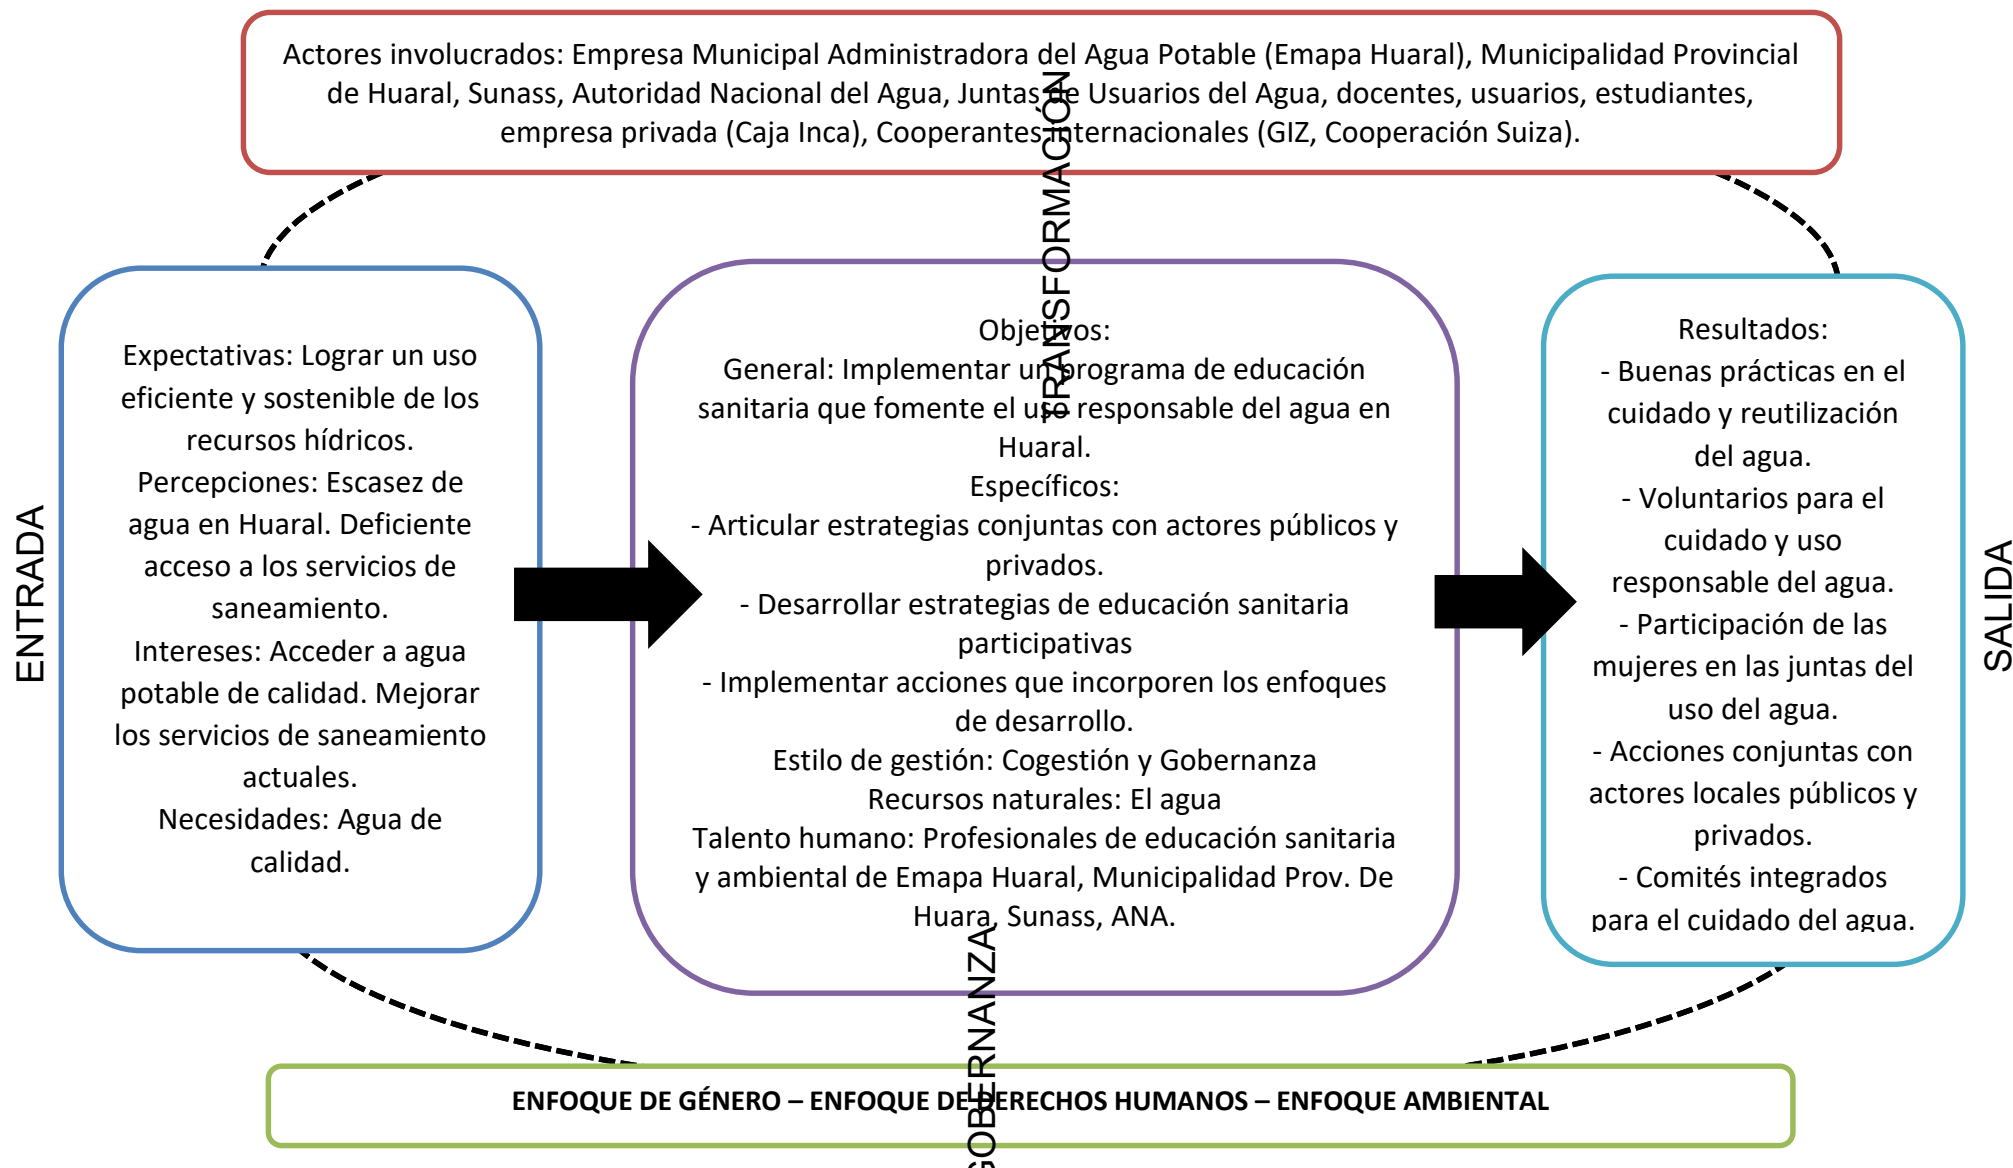 Actores involucrados: Empresa Municipal Administradora del Agua Potable (Emapa Huaral), Municipalidad Provincial
de Huaral, Sunass, Autoridad Nacional del Agua, Juntas de Usuarios del Agua, docentes, usuarios, estudiantes,
empresa privada (Caja Inca), Cooperantes internacionales (GIZ, Cooperación Suiza).
TRANSFORMACIÓN
ENTRADA
Expectativas: Lograr un uso
eficiente y sostenible de los
recursos hídricos.
Percepciones: Escasez de
agua en Huaral. Deficiente
acceso a los servicios de
saneamiento.
Intereses: Acceder a agua
potable de calidad. Mejorar
los servicios de saneamiento
actuales.
Necesidades: Agua de
calidad.
Objetivos:
General: Implementar un programa de educación
sanitaria que fomente el uso responsable del agua en
Huaral.
Específicos:
- Articular estrategias conjuntas con actores públicos y
privados.
- Desarrollar estrategias de educación sanitaria
participativas
- Implementar acciones que incorporen los enfoques
de desarrollo.
Estilo de gestión: Cogestión y Gobernanza
Recursos naturales: El agua
Talento humano: Profesionales de educación sanitaria
y ambiental de Emapa Huaral, Municipalidad Prov. De
Huara, Sunass, ANA.
Resultados:
- Buenas prácticas en el
cuidado y reutilización
del agua.
- Voluntarios para el
cuidado y uso
responsable del agua.
- Participación de las
mujeres en las juntas del
uso del agua.
- Acciones conjuntas con
actores locales públicos y
privados.
- Comités integrados
para el cuidado del agua.
SALIDA
GOBERNANZA
ENFOQUE DE GÉNERO – ENFOQUE DE DERECHOS HUMANOS – ENFOQUE AMBIENTAL